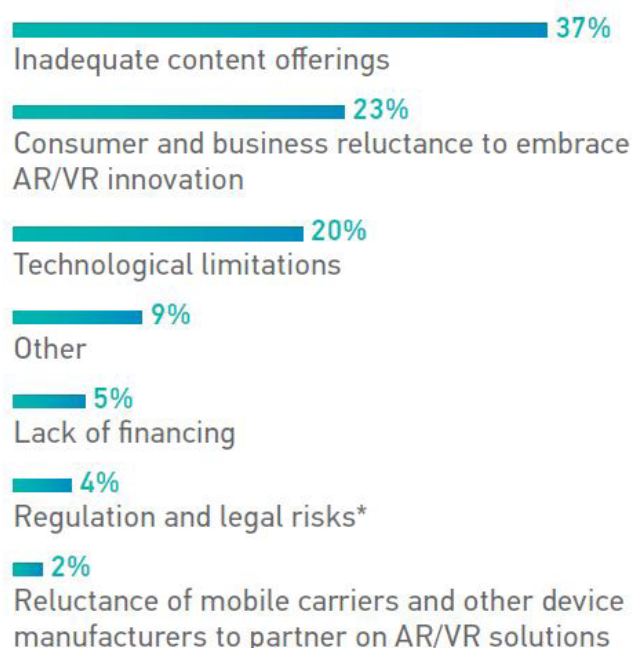 37%
Inadequate content offerings
23%
Consumer and business reluctance to embrace
AR/VR innovation
20%
Technological limitations
9%
Other
5%
Lack of financing
4%
Regulation and legal risks*
2%
Reluctance of mobile carriers and other device
manufacturers to partner on AR/VR solutions